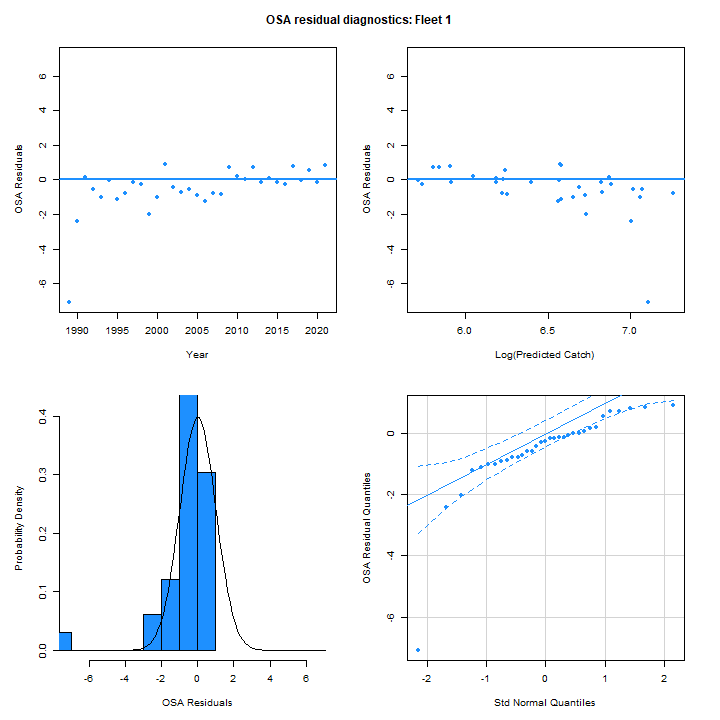 OSA residual diagnostics: Fleet 1
OSA Residuals
6
4
2
0
-2
-4
-6
1990 1995 2000 2005 2010 2015 2020
Year
OSA Residuals
6
4
2
0
-2
-4
-6
6.0 6.5 7.0
Log(Predicted Catch)
Probability Density
0.4
0.3
0.2
0.1
0.0
-6 -4 -2 0 2 4 6
OSA Residuals
OSA Residual Quantiles
0
-2
-4
-6
-2 -1 0 1 2
Std Normal Quantiles